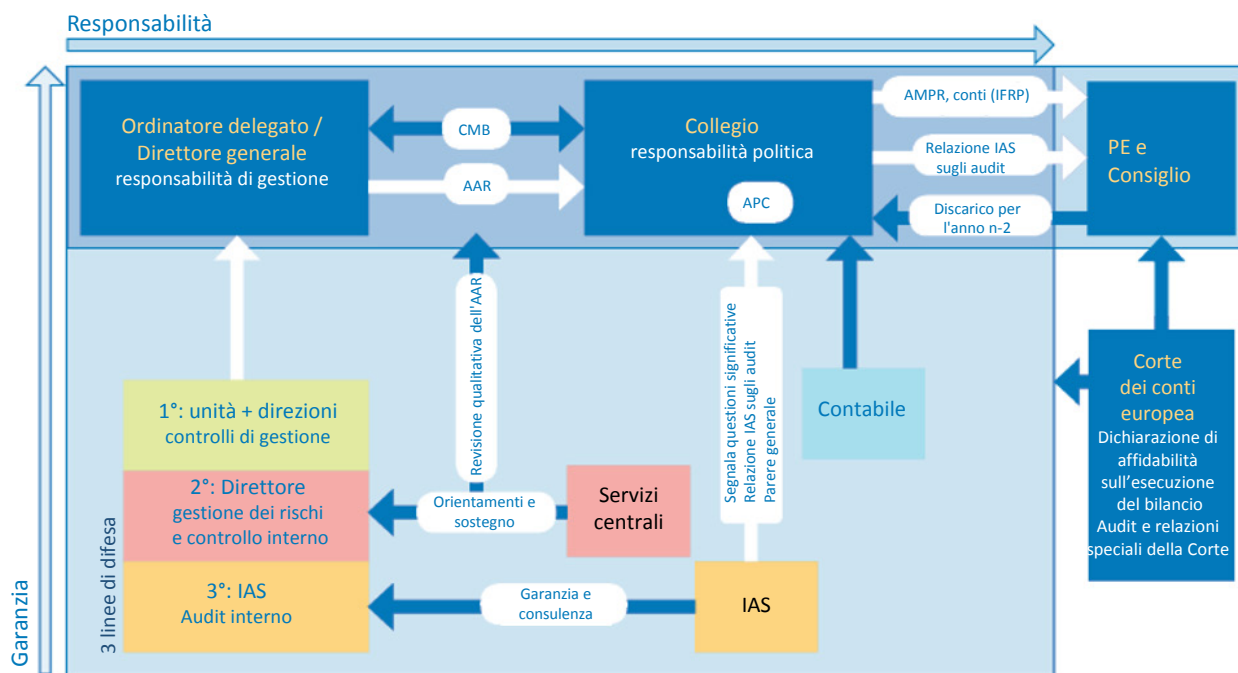 Responsabilità
Garanzia
Ordinatore delegato /
Direttore generale
responsabilità di gestione
CMB
AAR
Collegio
responsabilità politica
APC
AMPR, conti (IFRP)
Relazione IAS
sugli audit
Discarico per
l'anno n-2
PE e
Consiglio
Revisione qualitativa dell'AAR
Segnala questioni significative
Relazione IAS sugli audit
Parere generale
Contabile
Corte
dei conti
europea
Dichiarazione di
affidabilità
sull'esecuzione
del bilancio
Audit e relazioni
speciali della Corte
3 linee di difesa
1°: unità + direzioni
controlli di gestione
2°: Direttore
gestione dei rischi
e controllo interno
Orientamenti e
sostegno
Servizi
centrali
3°: IAS
Audit interno
Garanzia e
consulenza
IAS